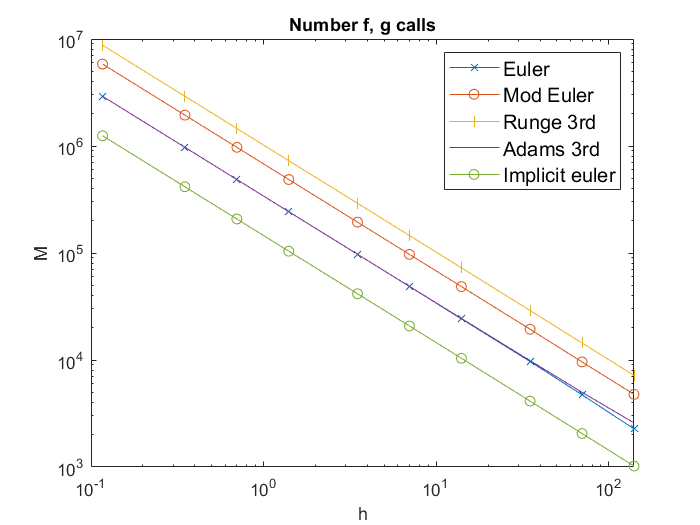 Number f, g calls
10^7
10^6
10^5
10^4
10^3
M
10^-1
10^0
10^1
10^2
h
Euler
Mod Euler
Runge 3rd
Adams 3rd
Implicit euler